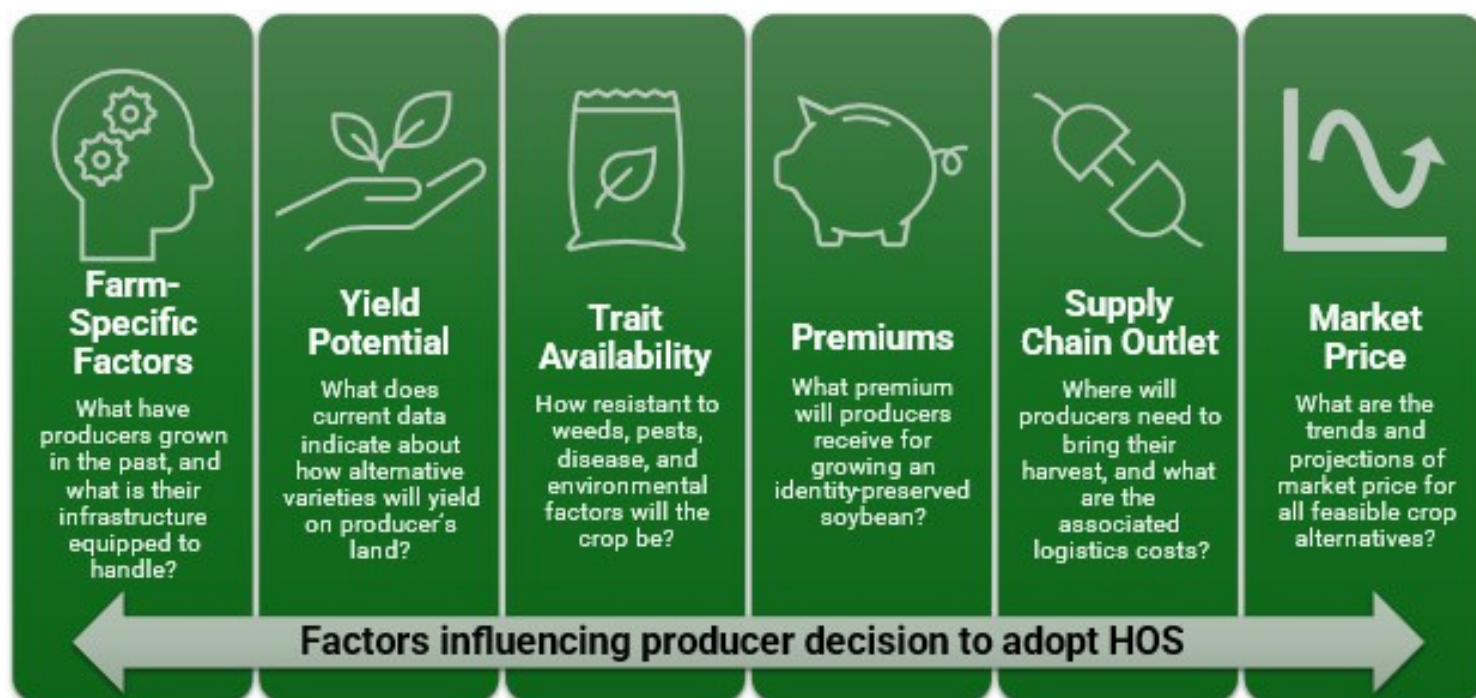 Farm-
Specific
Factors
What have
producers grown
in the past, and
what is their
infrastructure
equipped to
handle?
Yield
Potential
What does
current data
indicate about
how alternative
varieties will yield
on producer's
land?
Trait
Availability
How resistant to
weeds, pests,
disease, and
environmental
factors will the
crop be?
Premiums
What premium
will producers
receive for
growing an
identity-preserved
soybean?
Supply
Chain Outlet
Where will
producers need to
bring their
harvest, and what
are the
associated
logistics costs?
Market
Price
What are the
trends and
projections of
market price for
all feasible crop
alternatives?
Factors influencing producer decision to adopt HOS